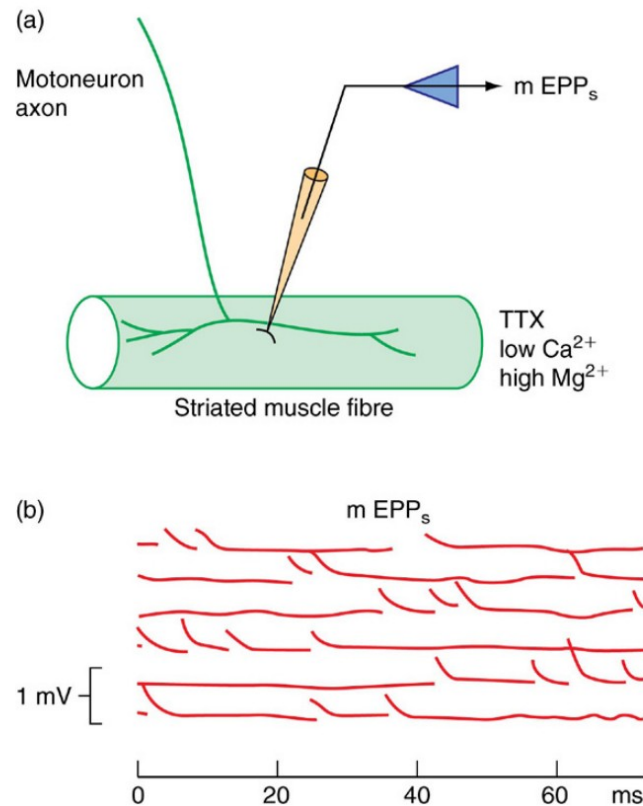 (a)
Motoneuron
axon
m EPPs
TTX
low Ca2+
high Mg2+
Striated muscle fibre
(b)
m EPPs
1 mV
0 20 40 60 ms